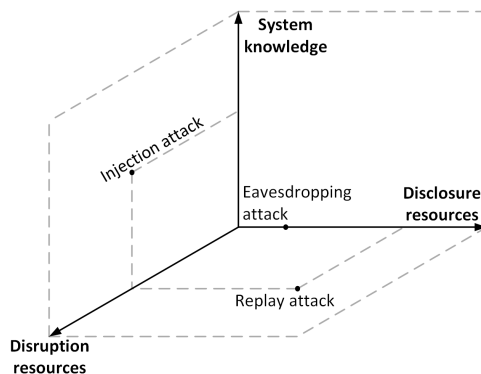 System
knowledge
Injection attack
Eavesdropping
attack
Disclosure
resources
Replay attack
Disruption
resources